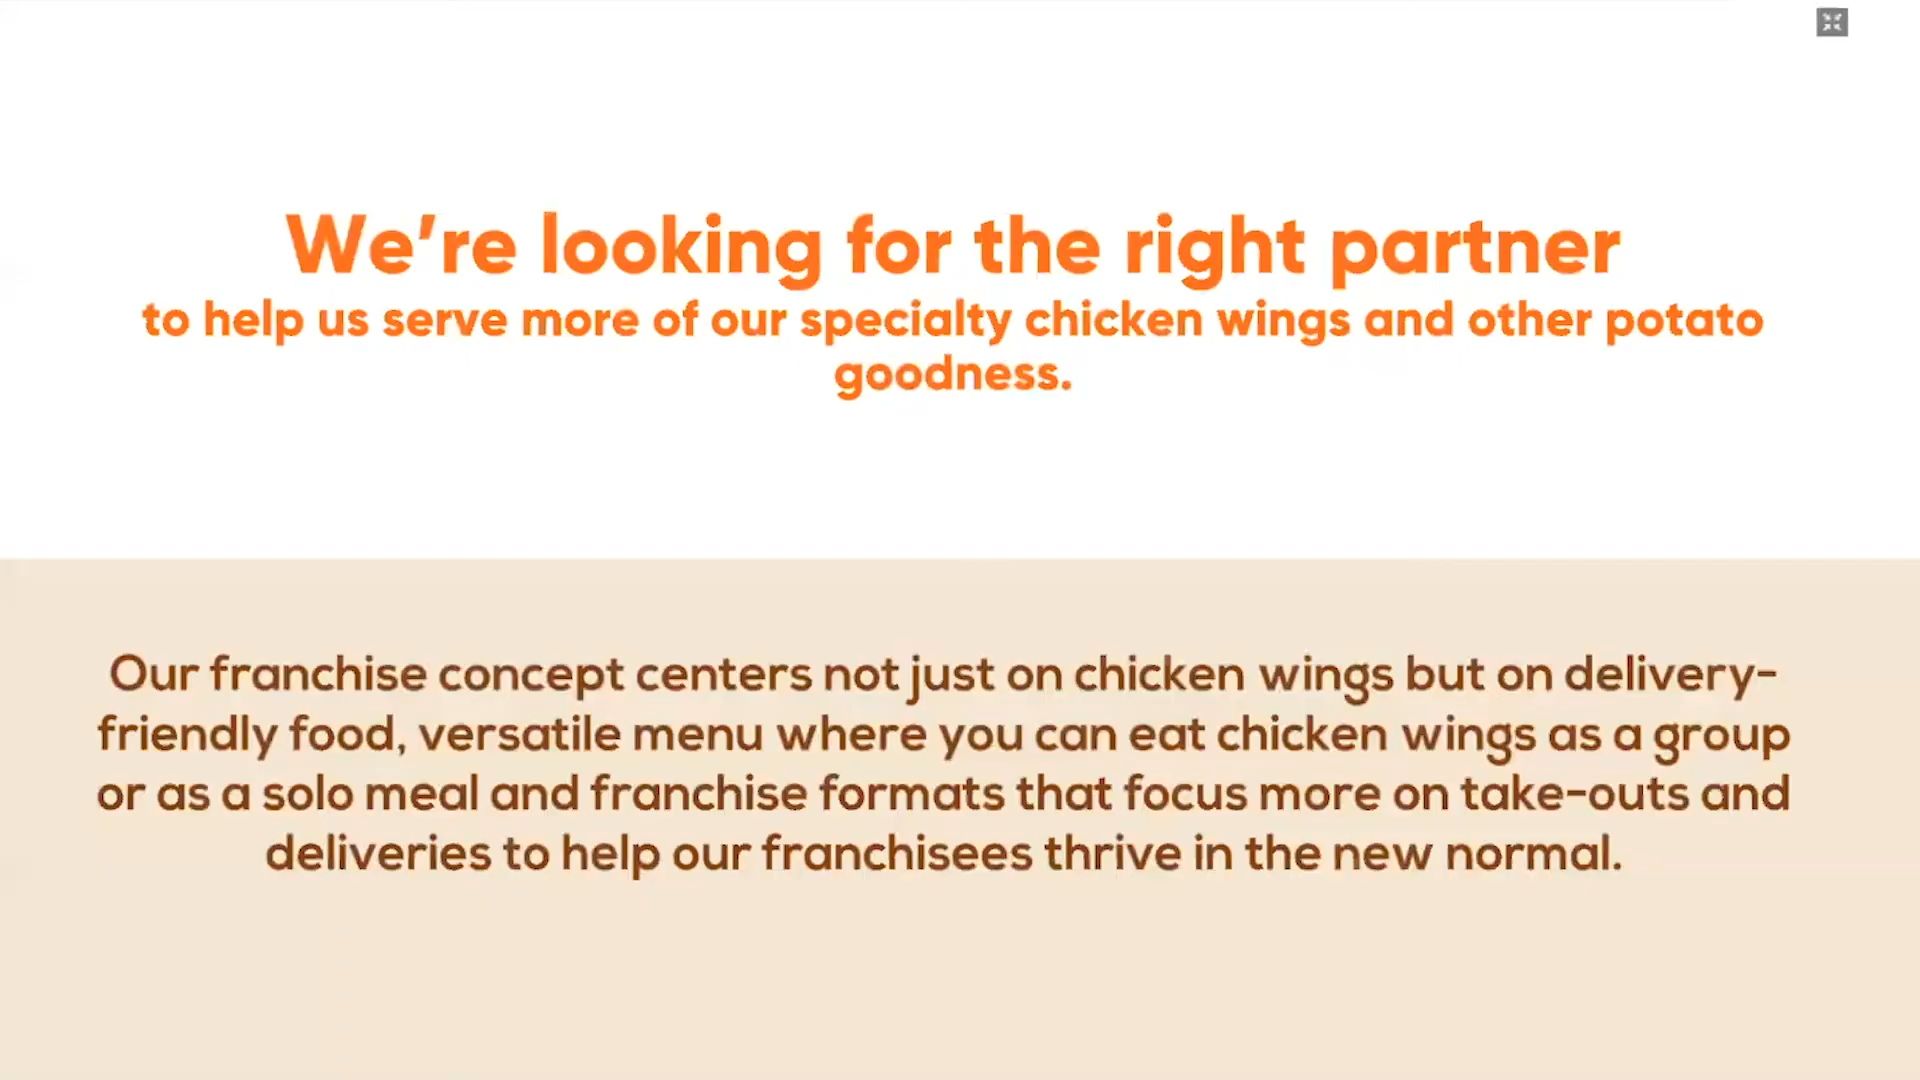 We're looking for the right partner
to help us serve more of our specialty chicken wings and other potato
goodness.
Our franchise concept centers not just on chicken wings but on delivery-
friendly food, versatile menu where you can eat chicken wings as a group
or as a solo meal and franchise formats that focus more on take-outs and
deliveries to help our franchisees thrive in the new normal.